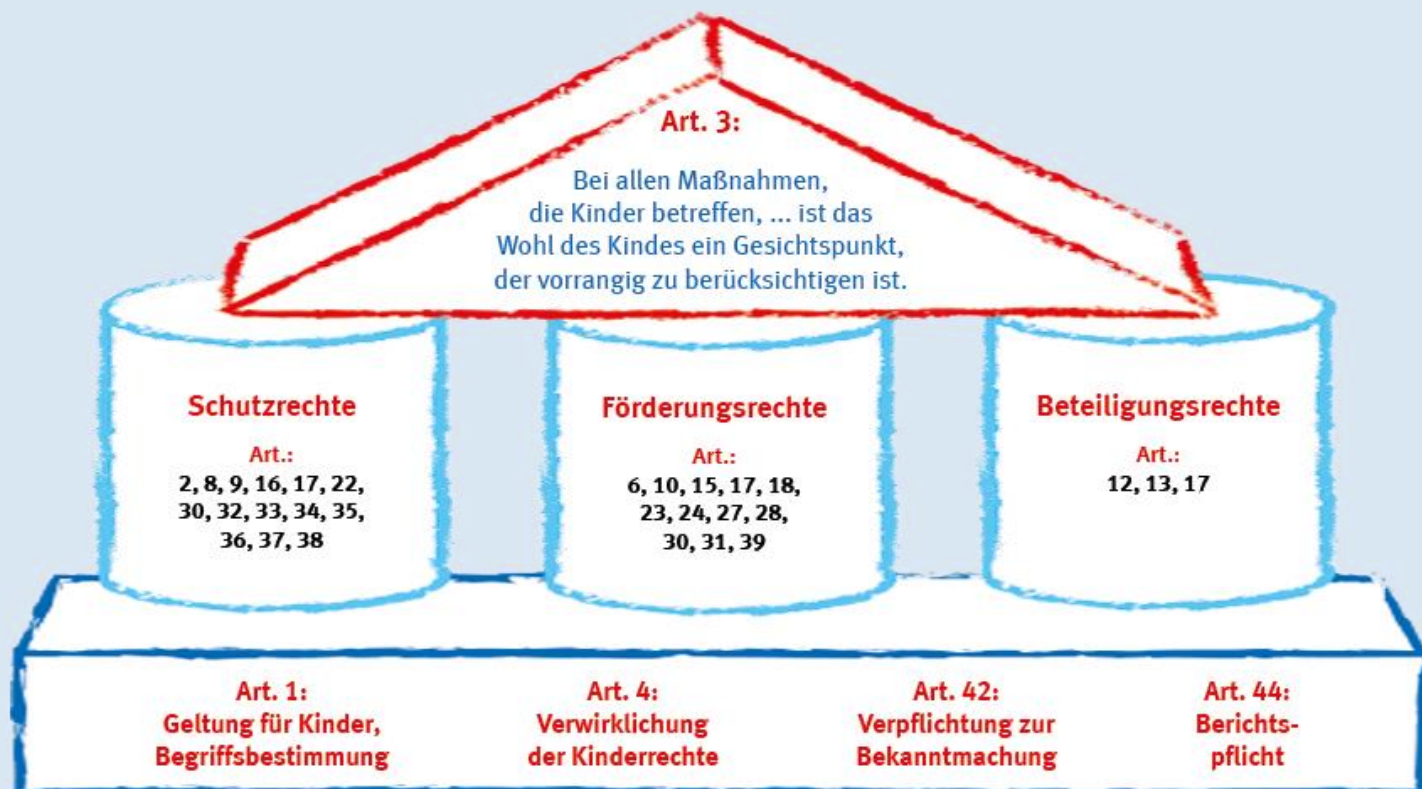 Art. 3:
Bei allen Maßnahmen,
die Kinder betreffen, ... ist das
Wohl des Kindes ein Gesichtspunkt,
der vorrangig zu berücksichtigen ist.
Schutzrechte
Art.:
2, 8, 9, 16, 17, 22,
30, 32, 33, 34, 35,
36, 37, 38
Förderungsrechte
Art.:
6, 10, 15, 17, 18,
23, 24, 27, 28,
30, 31, 39
Beteiligungsrechte
Art.:
12, 13, 17
Art. 1:
Geltung für Kinder,
Begriffsbestimmung
Art. 4:
Verwirklichung
der Kinderrechte
Art. 42:
Verpflichtung zur
Bekanntmachung
Art. 44:
Berichts-
pflicht